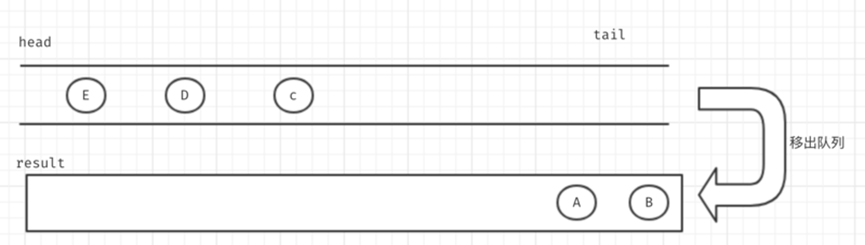 tail
head
E D c
移出队列
result
A B